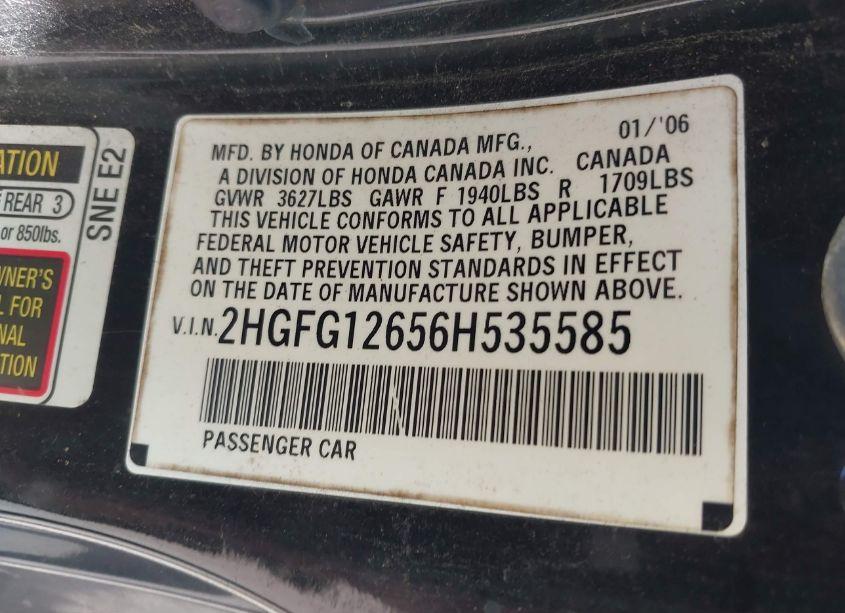 ATION
REAR 3
or 850lbs.
WNER'S
L FOR
NAL
TION
SNE E2
01/'06
MFD. BY HONDA OF CANADA MFG.,
A DIVISION OF HONDA CANADA INC. CANADA
GVWR 3627LBS GAWR F 1940LBS R 1709LBS
THIS VEHICLE CONFORMS TO ALL APPLICABLE
FEDERAL MOTOR VEHICLE SAFETY, BUMPER,
AND THEFT PREVENTION STANDARDS IN EFFECT
ON THE DATE OF MANUFACTURE SHOWN ABOVE.
V.I.N. 2HGFG12656H535585
PASSENGER CAR